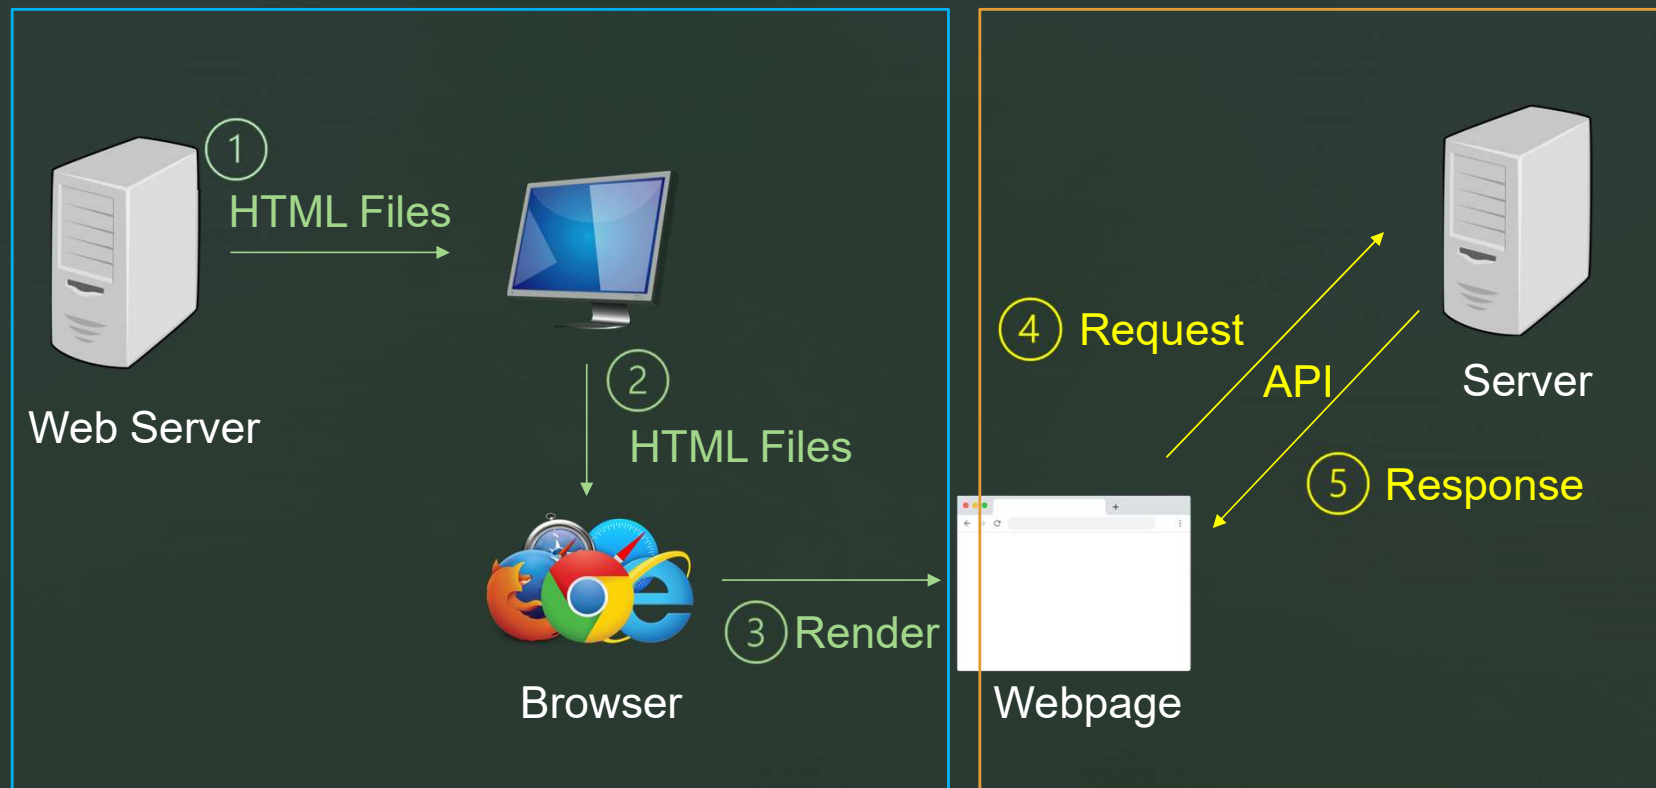 1
HTML Files
Web Server
2
HTML Files
Browser
3 Render
Webpage
4 Request
API
5 Response
Server